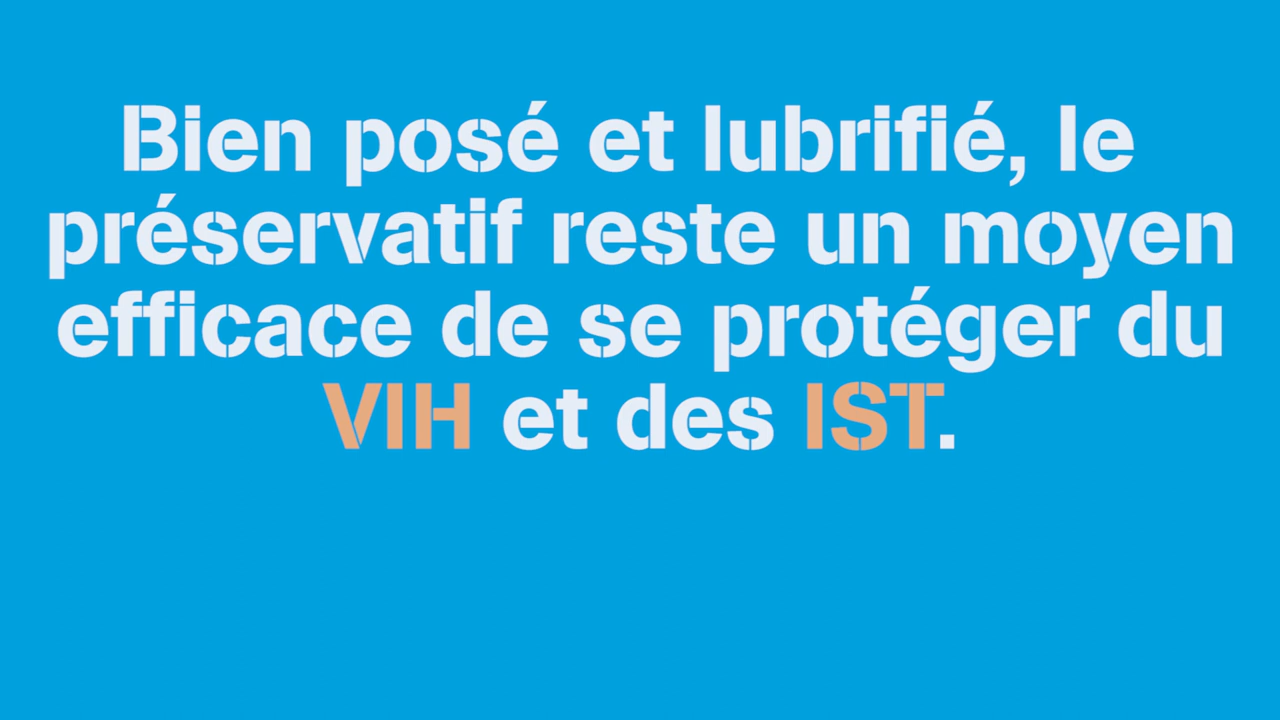 Bien posé et lubrifié, le
préservatif reste un moyen
efficace de se protéger du
VIH et des IST.